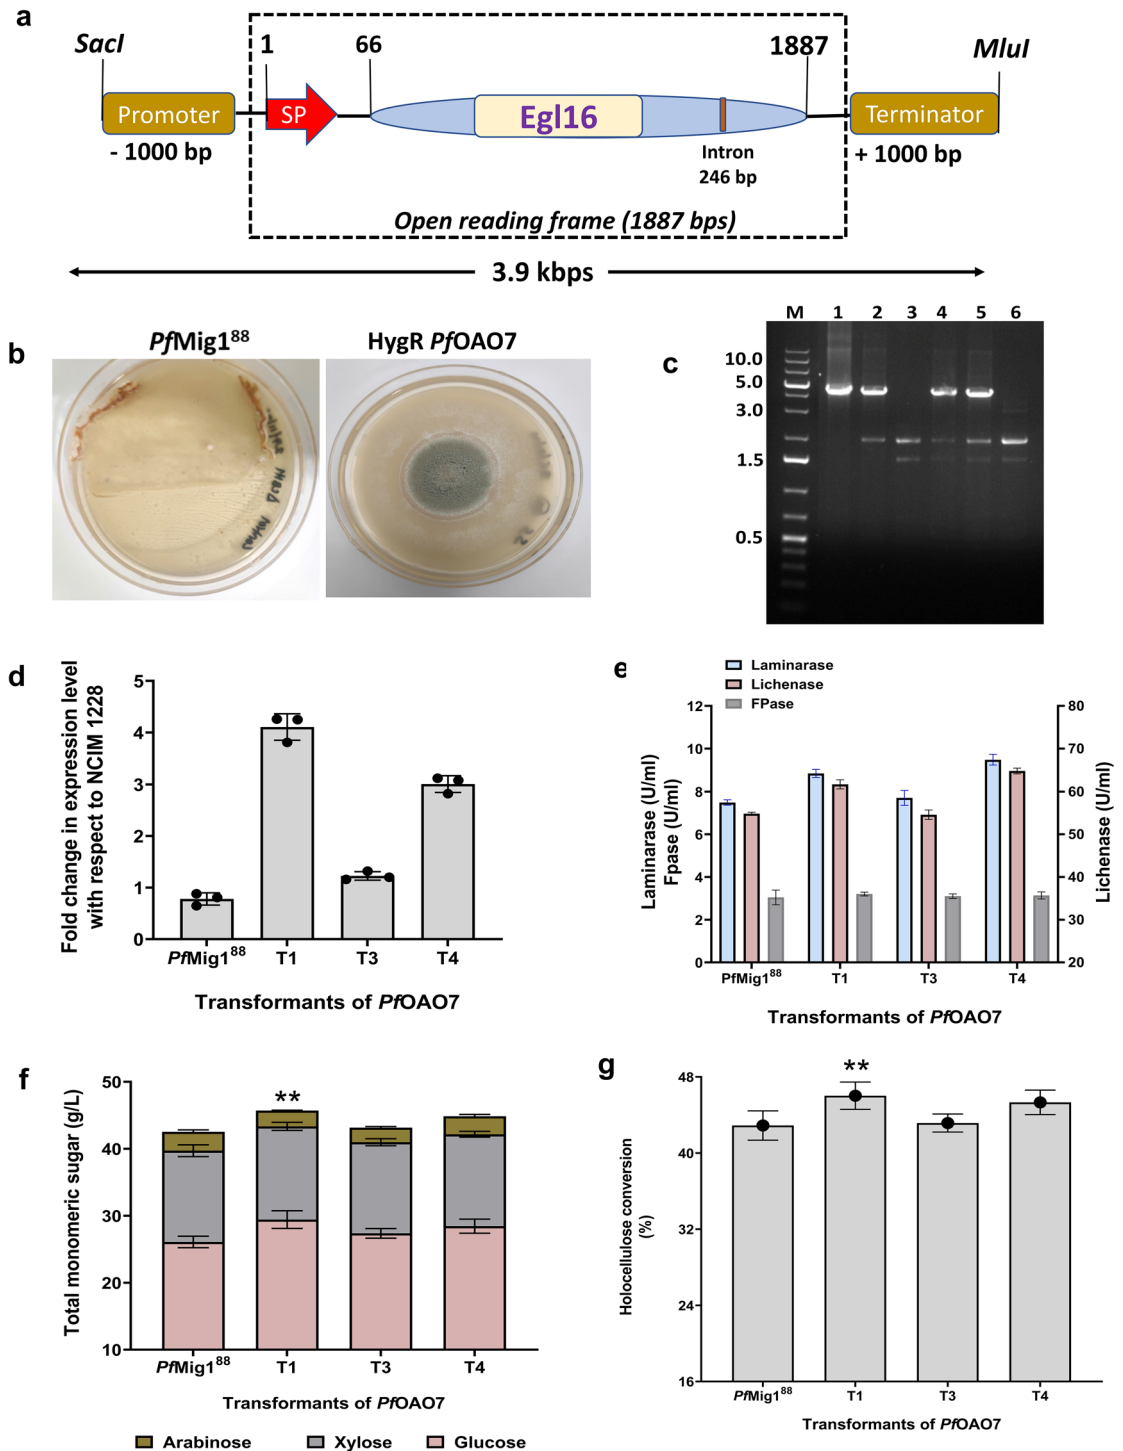 a
SacI
1
66
1887
MluI
Promoter
SP
Egl16
Terminator
- 1000 bp
Intron
246 bp
+ 1000 bp
Open reading frame (1887 bps)
3.9 kbps
b
PfMig1⁸⁸
HygR PfOAO7
c
M 1 2 3 4 5 6
10.0
5.0
3.0
1.5
0.5
d
Fold change in expression level
with respect to NCIM 1228
5
4
3
2
1
0
PfMig1⁸⁸ T1 T3 T4
Transformants of PfOAO7
e
Laminarase
Lichenase
FPase
Laminarase (U/ml)
Fpase (U/ml)
12
10
8
6
4
2
0
80
70
60
50
40
30
20
Lichenase (U/ml)
PfMig1⁸⁸ T1 T3 T4
Transformants of PfOAO7
f
Total monomeric sugar (g/L)
50
40
30
20
10
**
PfMig1⁸⁸ T1 T3 T4
Transformants of PfOAO7
Arabinose Xylose Glucose
g
Holocellulose conversion
(%)
48
40
32
24
16
**
PfMig1⁸⁸ T1 T3 T4
Transformants of PfOAO7